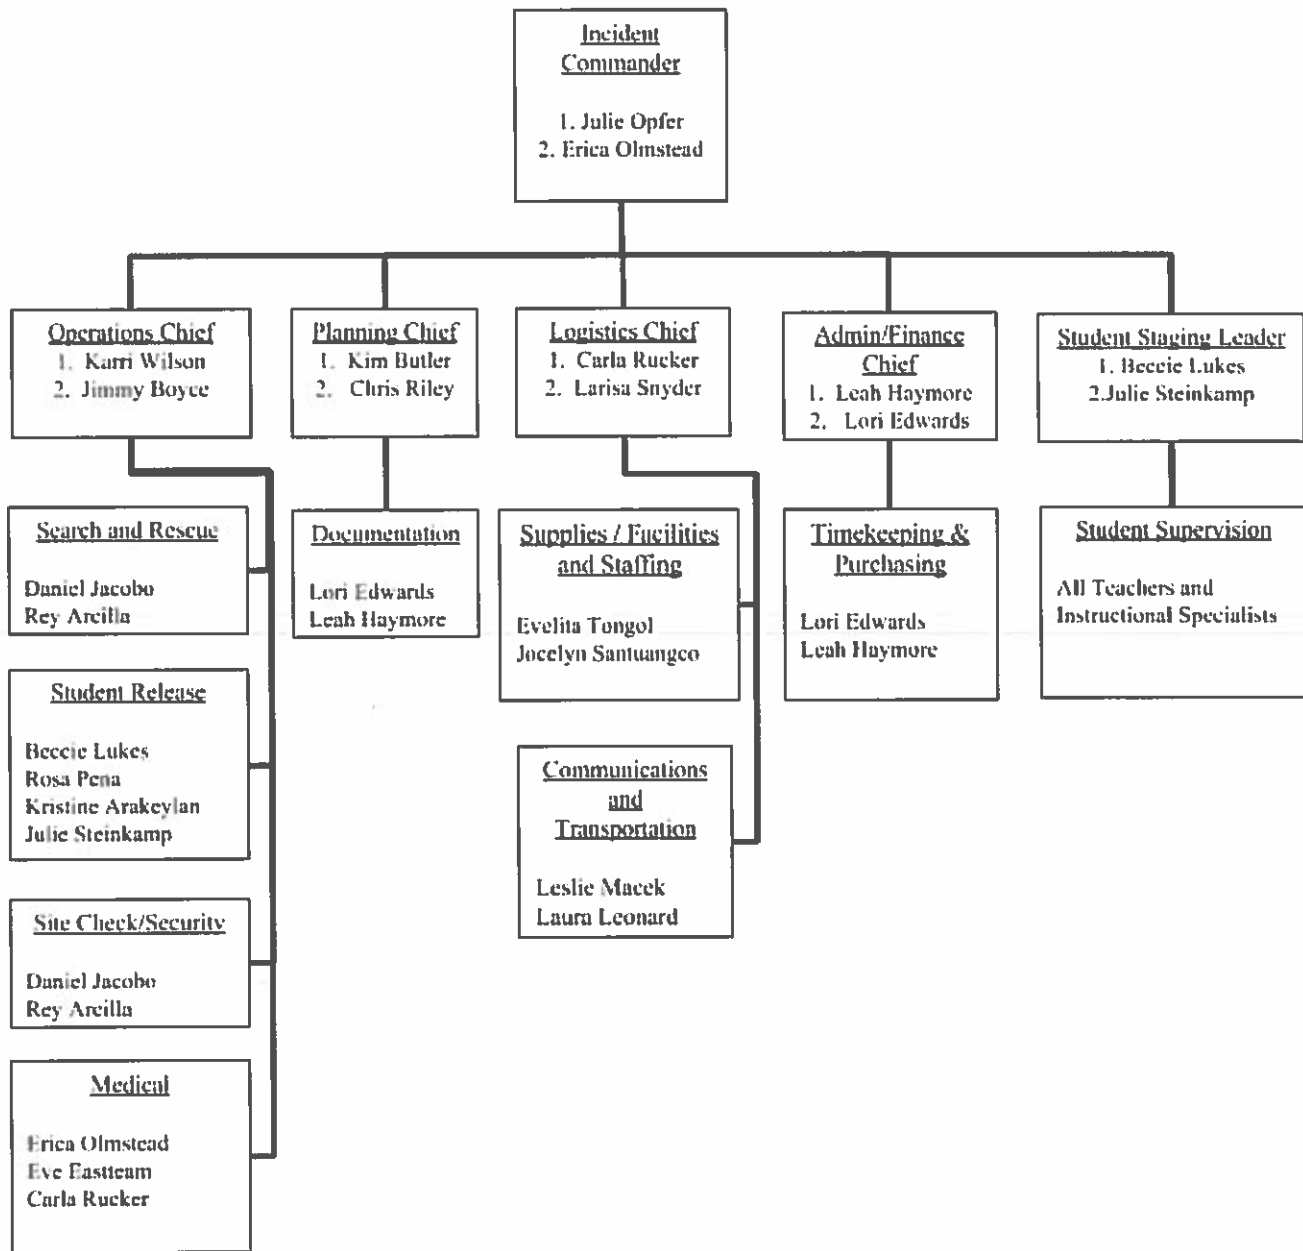 Incident
Commander
1. Julie Opfer
2. Erica Olmstead
Operations Chief
1. Karri Wilson
2. Jimmy Boyce
Planning Chief
1. Kim Butler
2. Chris Riley
Logistics Chief
1. Carla Rucker
2. Larisa Snyder
Admin/Finance
Chief
1. Leah Haymore
2. Lori Edwards
Student Staging Leader
1. Beccie Lukes
2.Julie Steinkamp
Search and Rescue
Daniel Jacobo
Rey Arcilla
Documentation
Lori Edwards
Leah Haymore
Supplies / Facilities
and Staffing
Evelita Tongol
Jocelyn Santuangco
Timekeeping &
Purchasing
Lori Edwards
Leah Haymore
Student Supervision
All Teachers and
Instructional Specialists
Student Release
Beccie Lukes
Rosa Pena
Kristine Arakeylan
Julie Steinkamp
Communications
and
Transportation
Leslie Macek
Laura Leonard
Site Check/Security
Daniel Jacobo
Rey Arcilla
Medical
Erica Olmstead
Eve Eastteam
Carla Rucker